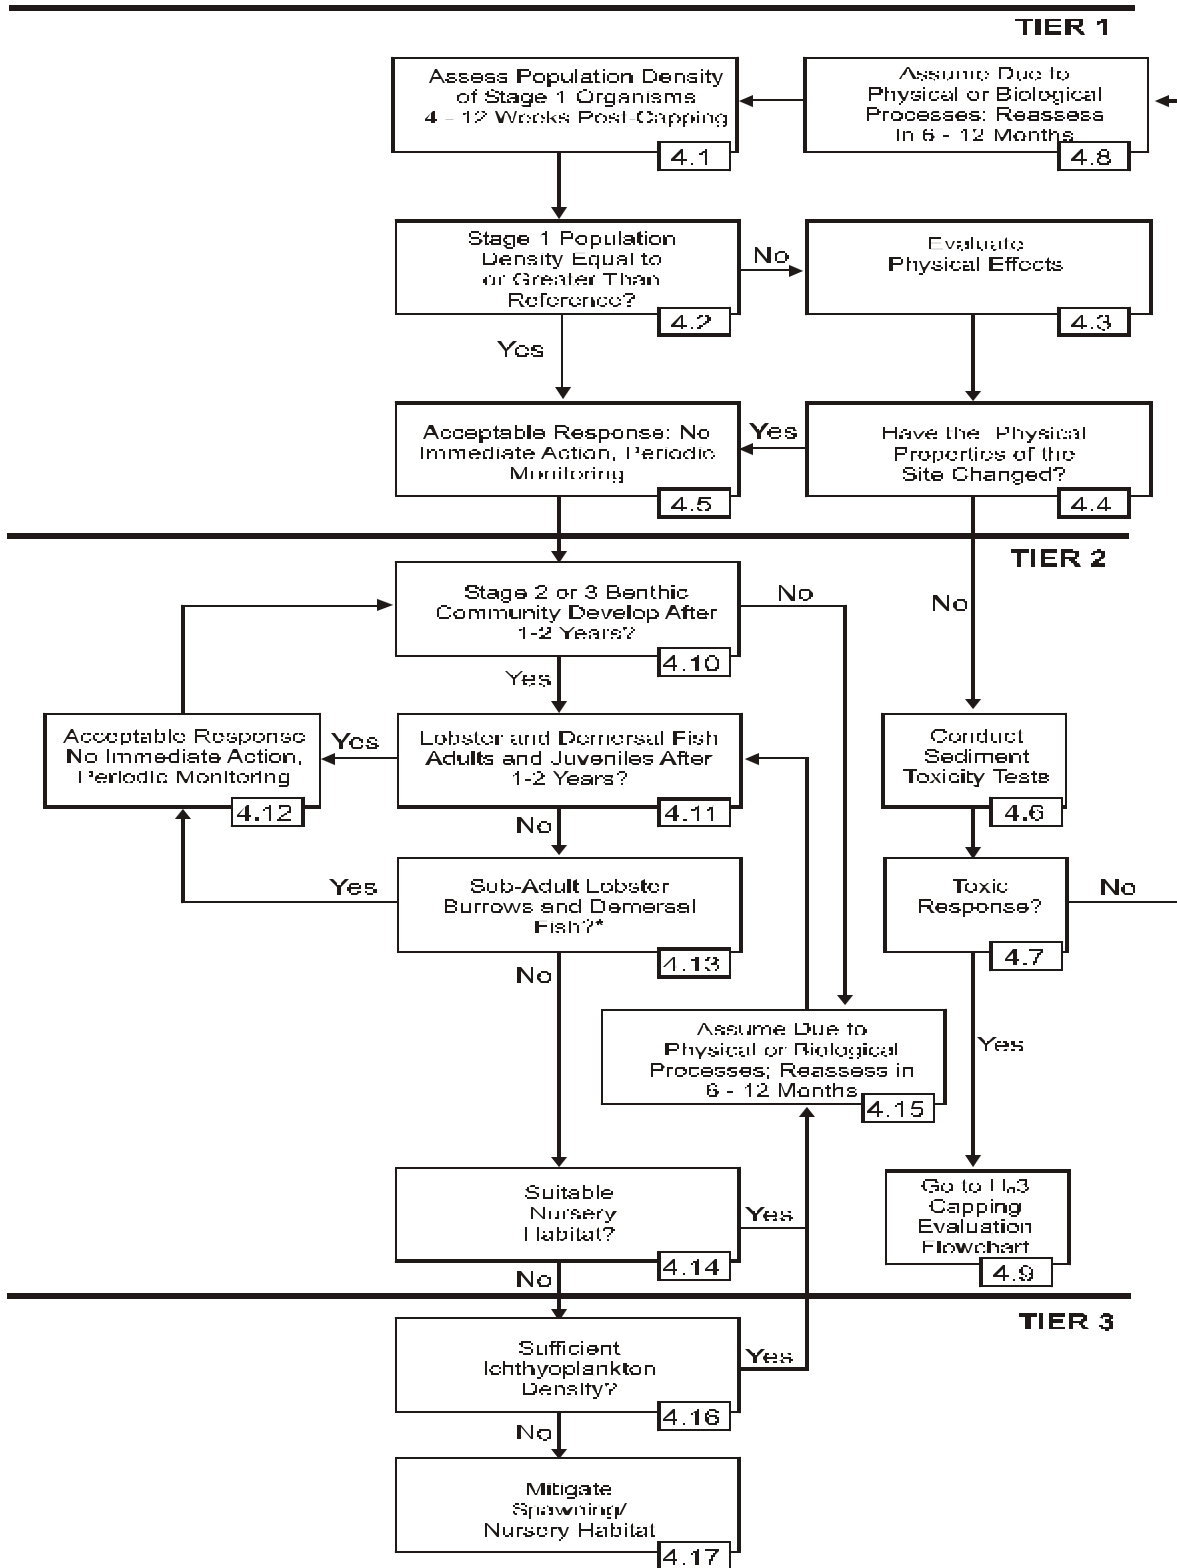 TIER 1
Assess Population Density
of Stage 1 Organisms
4 - 12 Weeks Post-Capping
4.1
Assume Due to
Physical or Biological
Processes: Reassess
in 6 - 12 Months
4.8
Stage 1 Population
Density Equal to
or Greater Than
Reference?
4.2
No
Evaluate
Physical Effects
4.3
Yes
Acceptable Response: No
Immediate Action, Periodic
Monitoring
4.5
Yes
Have the Physical
Properties of the
Site Changed?
4.4
TIER 2
Stage 2 or 3 Benthic
Community Develop After
1-2 Years?
4.10
No
No
Yes
Acceptable Response
No Immediate Action,
Periodic Monitoring
4.12
Yes
Lobster and Demersal Fish
Adults and Juveniles After
1-2 Years?
4.11
Conduct
Sediment
Toxicity Tests
4.6
No
Yes
Sub-Adult Lobster
Burrows and Demersal
Fish?*
4.13
Toxic
Response?
4.7
No
No
Assume Due to
Physical or Biological
Processes; Reassess in
6 - 12 Months
4.15
Yes
Suitable
Nursery
Habitat?
4.14
Yes
Go to H₀3
Capping
Evaluation
Flowchart
4.9
No
TIER 3
Sufficient
Ichthyoplankton
Density?
4.16
Yes
No
Mitigate
Spawning/
Nursery Habitat
4.17